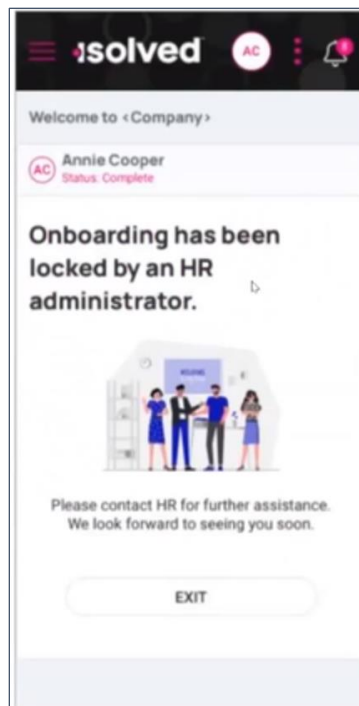 isolved
AC
Welcome to <Company>
AC
Annie Cooper
Status: Complete
Onboarding has been
locked by an HR
administrator.
Please contact HR for further assistance.
We look forward to seeing you soon.
EXIT